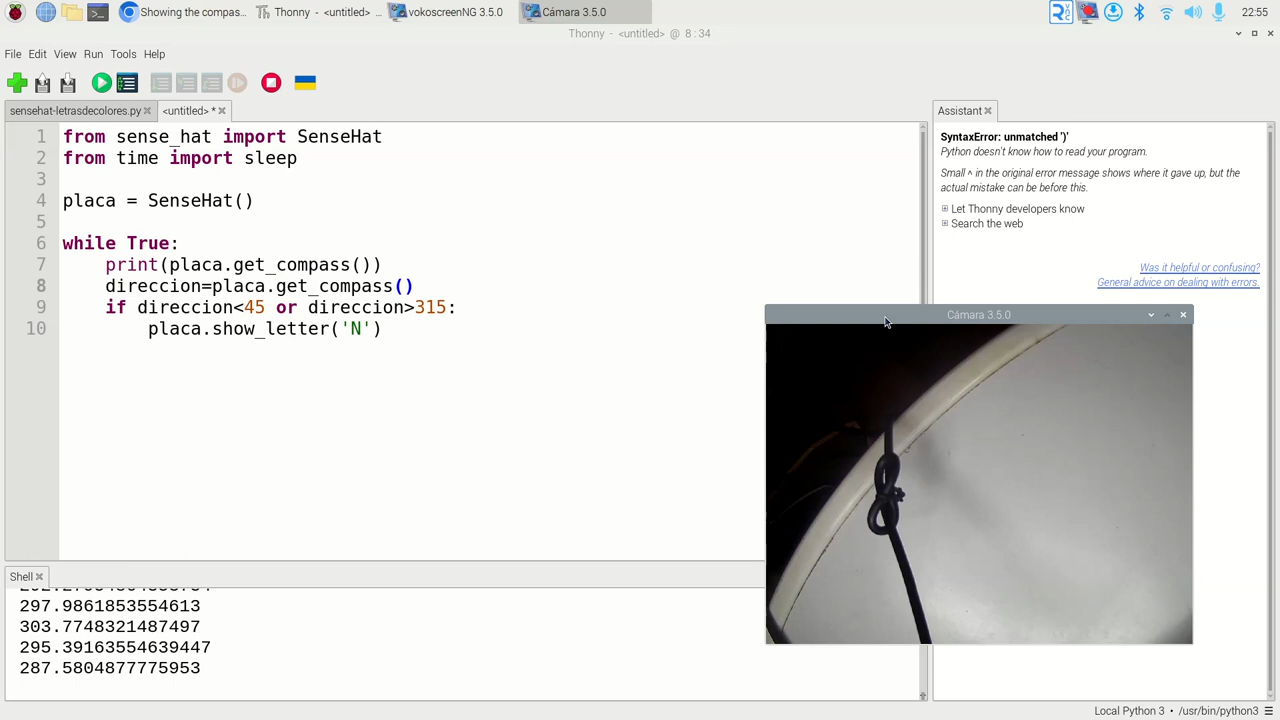 Showing the compas...
Thonny - <untitled> ...
vokoscreenNG 3.5.0
Cámara 3.5.0
22:55
Thonny - <untitled> @ 8 : 34
File Edit View Run Tools Help
sensehat-letrasdecolores.py
<untitled> *
Assistant
1 from sense_hat import SenseHat
2 from time import sleep
3
4 placa = SenseHat()
5
6 while True:
7 print(placa.get_compass())
8 direccion=placa.get_compass()
9 if direccion<45 or direccion>315:
10 placa.show_letter('N')
SyntaxError: unmatched ')'
Python doesn't know how to read your program.
Small ^ in the original error message shows where it gave up, but the
actual mistake can be before this.
Let Thonny developers know
Search the web
Was it helpful or confusing?
General advice on dealing with errors.
Cámara 3.5.0
Shell
297.9861853554613
303.7748321487497
295.39163554639447
287.5804877775953
Local Python 3 • /usr/bin/python3 ☰